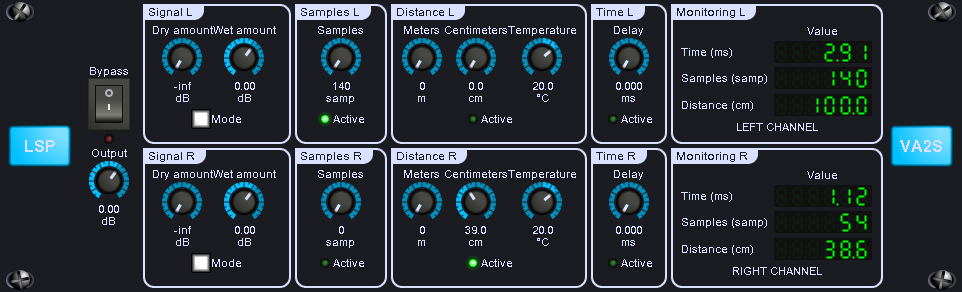 Signal L
Samples L
Distance L
Time L
Monitoring L
Dry amount Wet amount
Samples
Meters Centimeters Temperature
Delay
Value
Time (ms) 2.91
Samples (samp) 140
Distance (cm) 100.0
LEFT CHANNEL
-inf
dB
0.00
dB
140
samp
0
m
0.0
cm
20.0
°C
0.000
ms
Mode
Active
Active
Active
Bypass
LSP
Output
0.00
dB
VA2S
Signal R
Samples R
Distance R
Time R
Monitoring R
Dry amount Wet amount
Samples
Meters Centimeters Temperature
Delay
Value
Time (ms) 1.12
Samples (samp) 54
Distance (cm) 38.6
RIGHT CHANNEL
-inf
dB
0.00
dB
0
samp
0
m
39.0
cm
20.0
°C
0.000
ms
Mode
Active
Active
Active